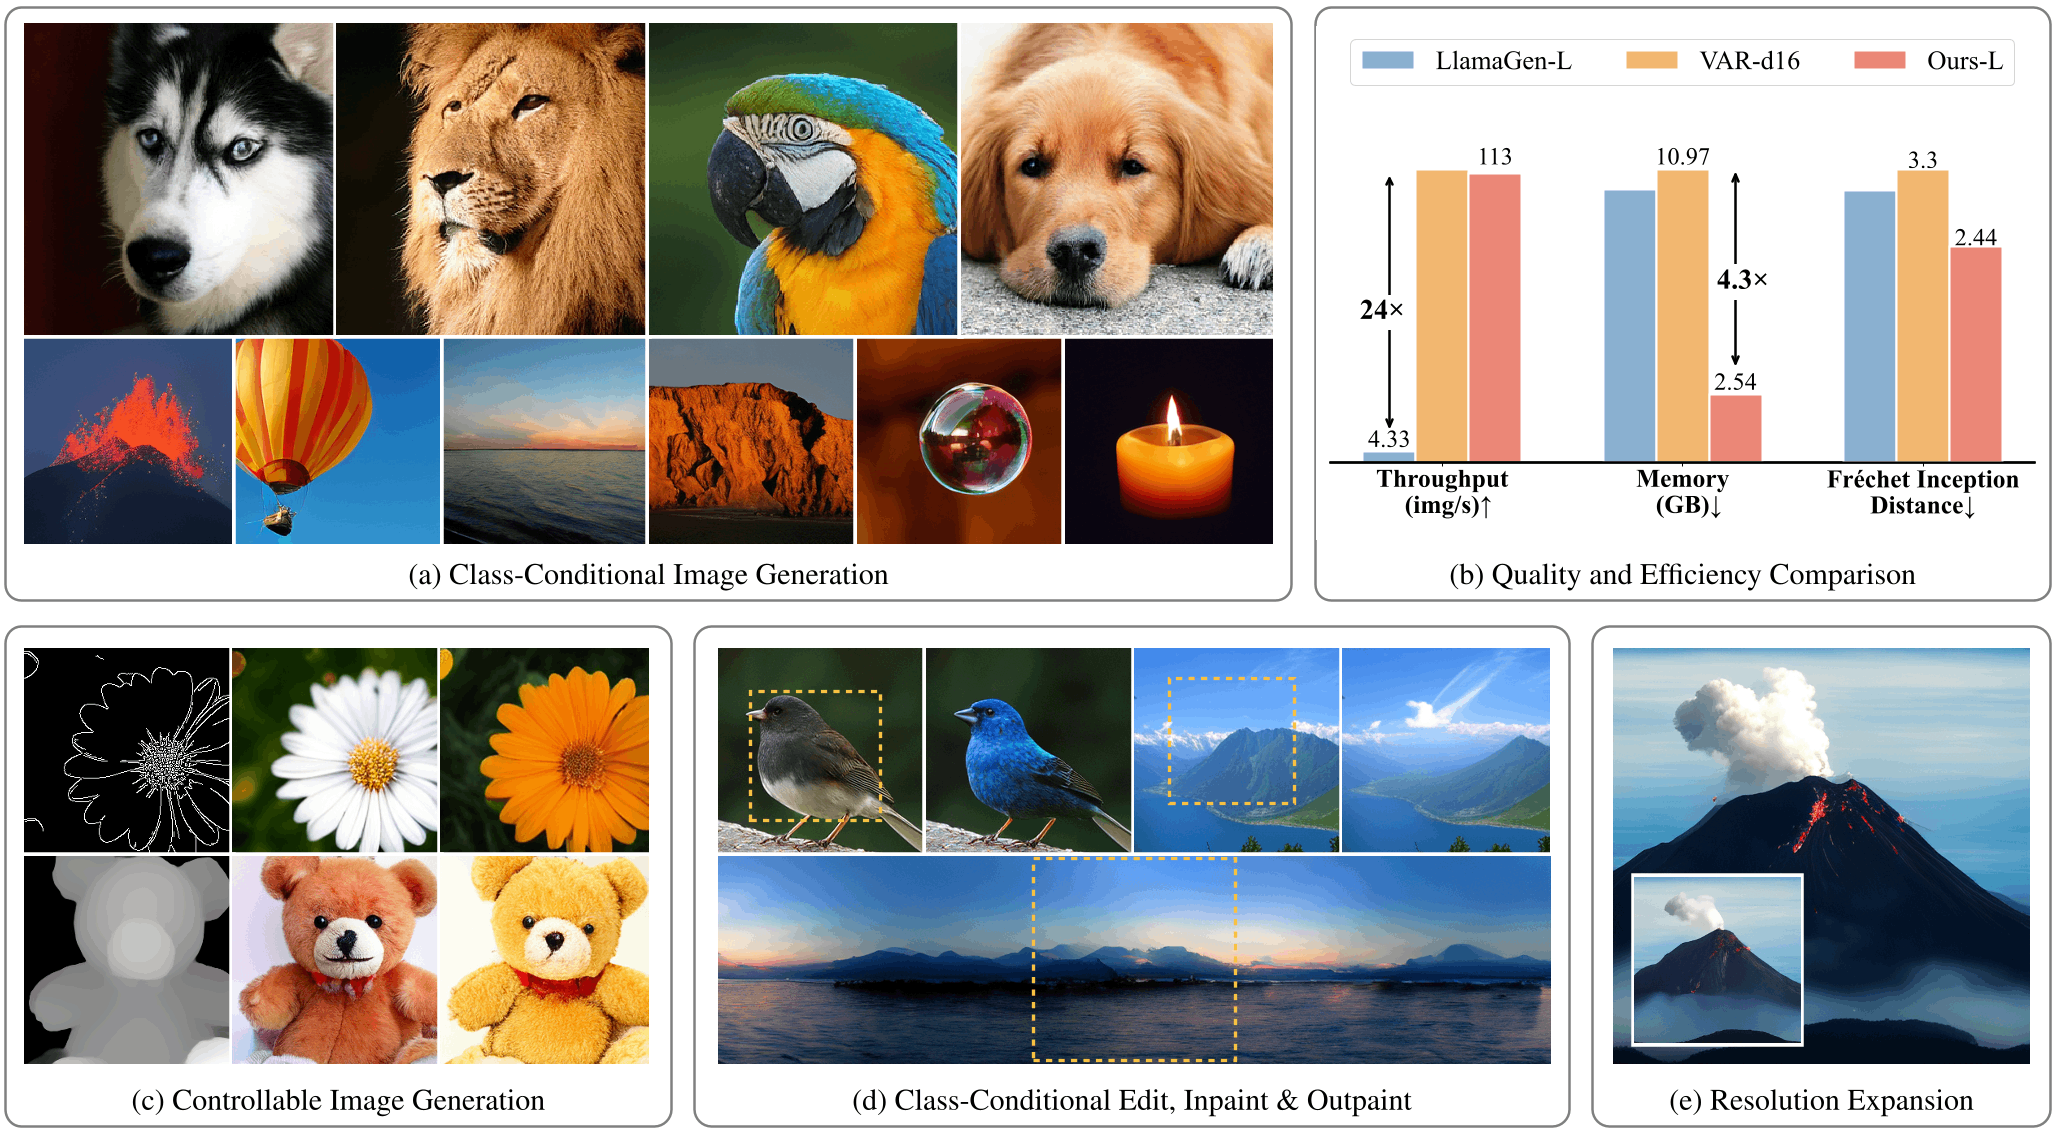 (a) Class-Conditional Image Generation
LlamaGen-L
VAR-d16
Ours-L
113
10.97
3.3
2.44
4.3×
24×
2.54
4.33
Throughput
(img/s)↑
Memory
(GB)↓
Fréchet Inception
Distance↓
(b) Quality and Efficiency Comparison
(c) Controllable Image Generation
(d) Class-Conditional Edit, Inpaint & Outpaint
(e) Resolution Expansion